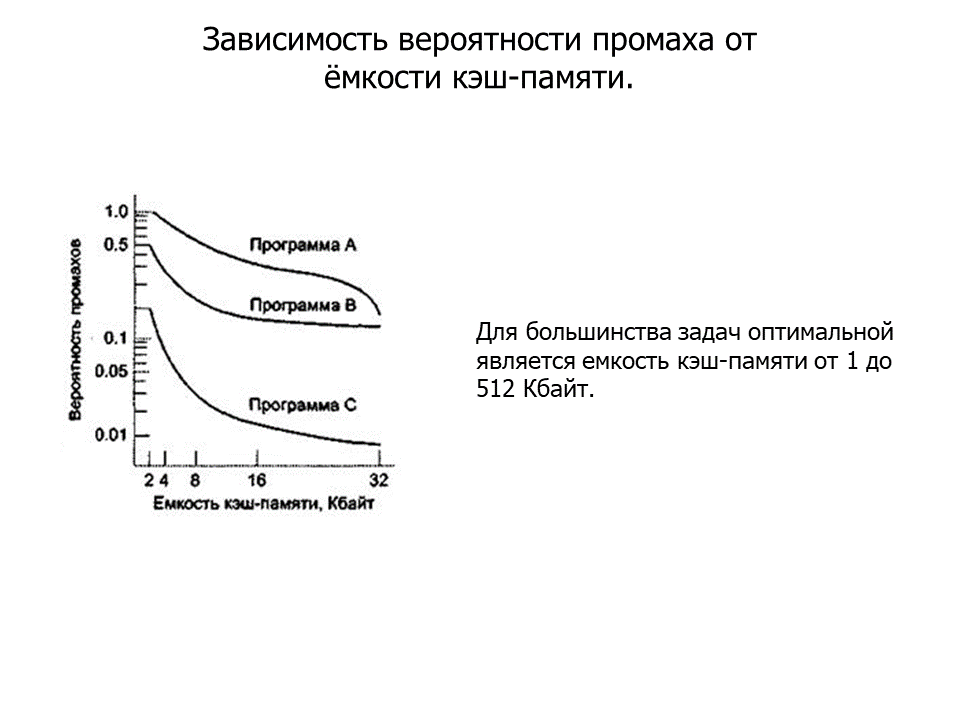 Зависимость вероятности промаха от
ёмкости кэш-памяти.
Вероятность промахов
1.0
0.5
0.1
0.05
0.01
Программа А
Программа В
Программа С
2 4 8 16 32
Емкость кэш-памяти, Кбайт
Для большинства задач оптимальной
является емкость кэш-памяти от 1 до
512 Кбайт.